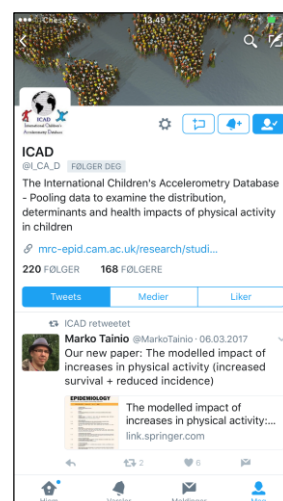 Chess
13:49
ICAD
International Children's
Accelerometry Database
ICAD
@I_CA_D FØLGER DEG
The International Children's Accelerometry Database
- Pooling data to examine the distribution,
determinants and health impacts of physical activity
in children
mrc-epid.cam.ac.uk/research/studi...
220 FØLGER 168 FØLGERE
Tweets Medier Liker
ICAD retweetet
Marko Tainio @MarkoTainio · 06.03.2017
Our new paper: The modelled impact of
increases in physical activity (increased
survival + reduced incidence)
EPIDEMIOLOGY
The modelled impact of
increases in physical activity:...
link.springer.com
2 6
Hjem Varsler Meldinger Meg